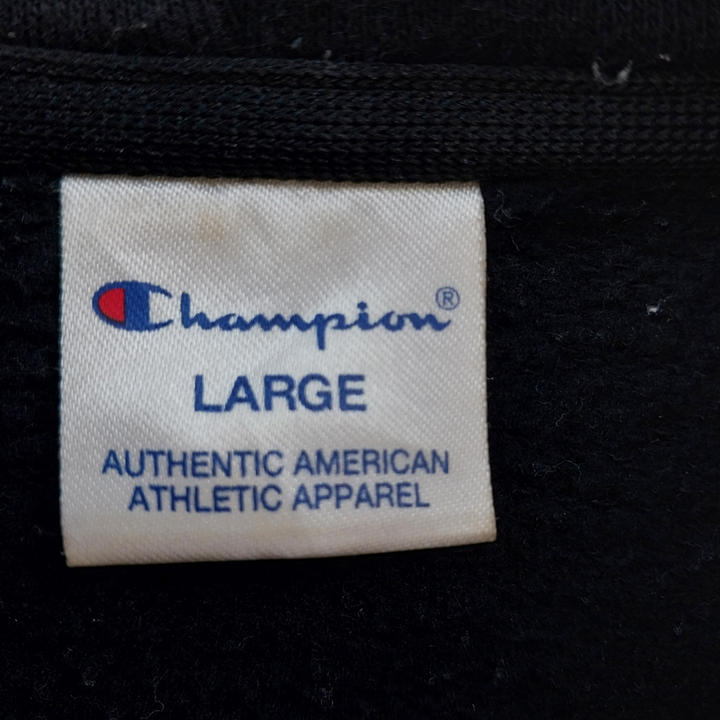 Champion®
LARGE
AUTHENTIC AMERICAN
ATHLETIC APPAREL